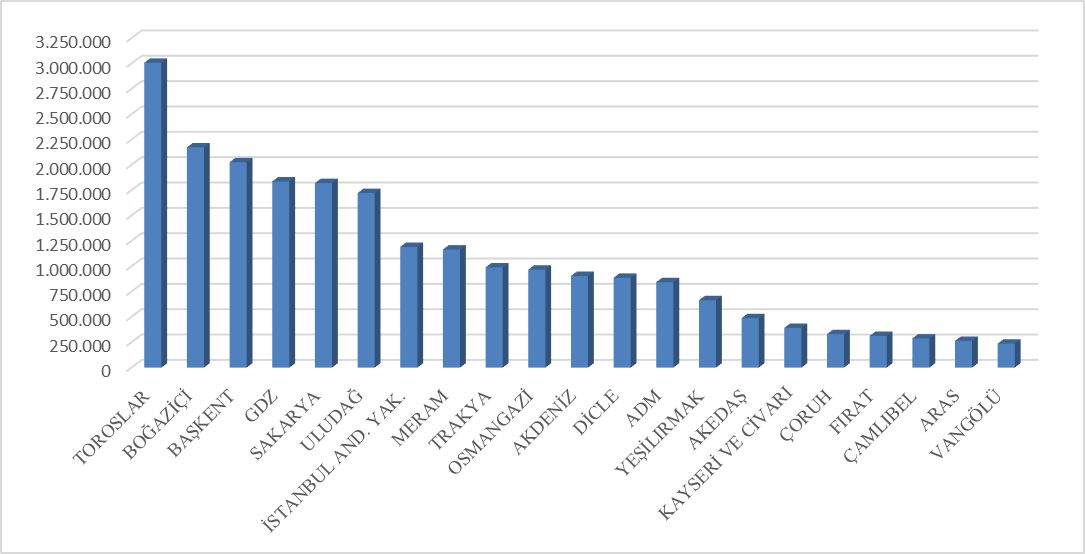 3.250.000
3.000.000
2.750.000
2.500.000
2.250.000
2.000.000
1.750.000
1.500.000
1.250.000
1.000.000
750.000
500.000
250.000
0
TOROSLAR
BOĞAZİÇİ
BAŞKENT
GDZ
SAKARYA
ULUDAĞ
İSTANBUL AND. YAK.
MERAM
TRAKYA
OSMANGAZİ
AKDENİZ
DİCLE
ADM
YEŞİLIRMAK
AKEDAŞ
KAYSERİ VE CİVARI
ÇORUH
FIRAT
ÇAMLIBEL
ARAS
VANGÖLÜ